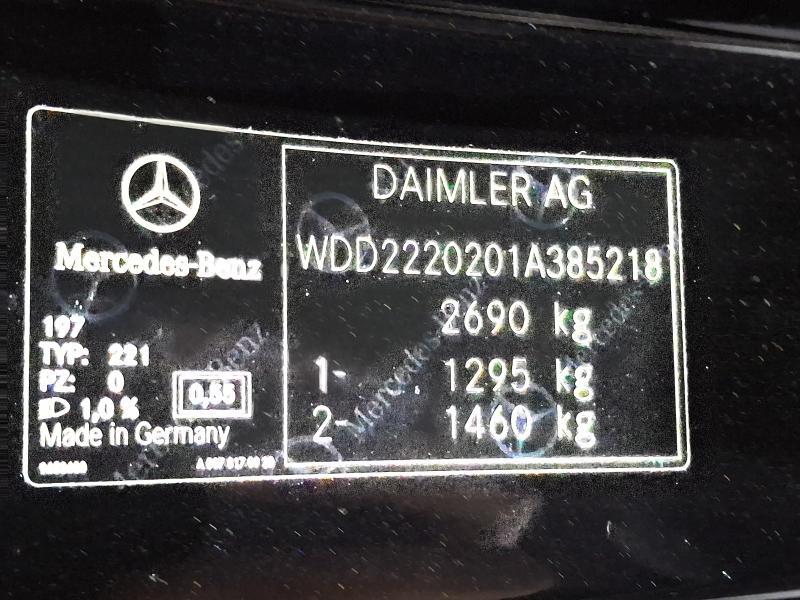 Mercedes-Benz
197
TYP: 221
PZ: 0
1,0 %
0,55
Made in Germany
DAIMLER AG
WDD2220201A385218
2690 kg
1- 1295 kg
2- 1460 kg